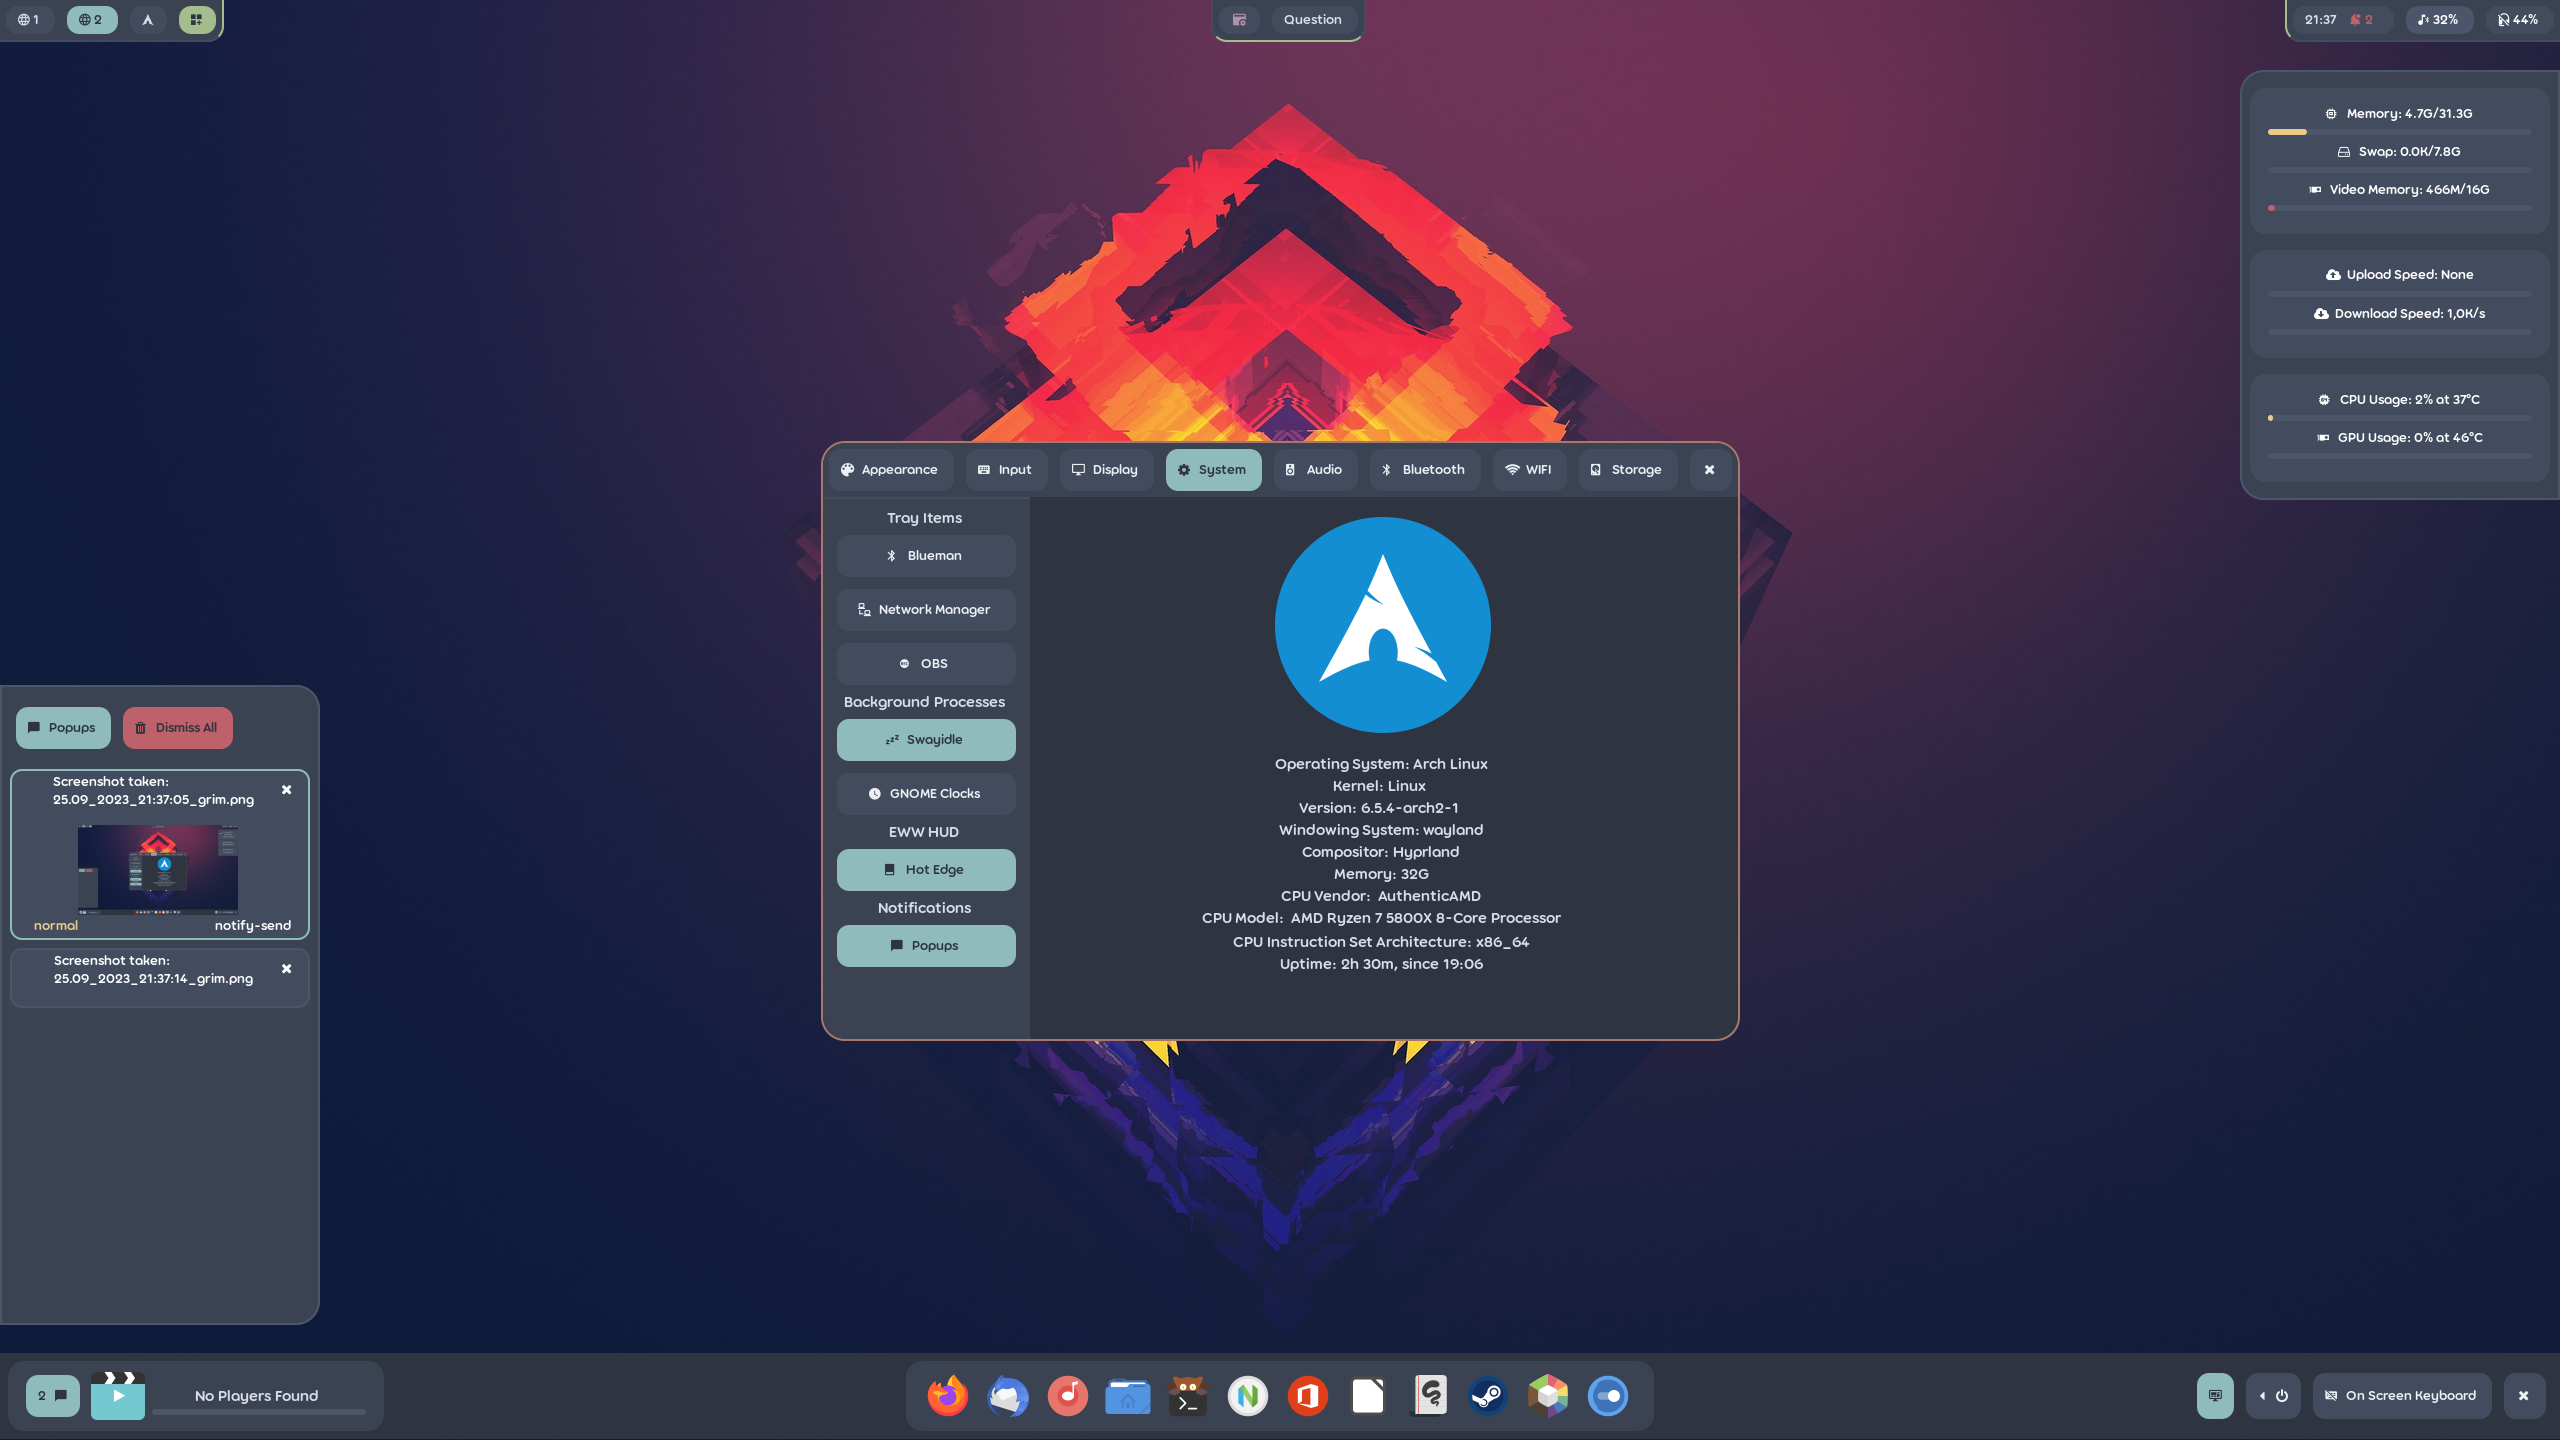 1
2
Question
21:37 2
32%
44%
Memory: 4.7G/31.3G
Swap: 0.0K/7.8G
Video Memory: 466M/16G
Upload Speed: None
Download Speed: 1,0K/s
CPU Usage: 2% at 37°C
GPU Usage: 0% at 46°C
Appearance
Input
Display
System
Audio
Bluetooth
WIFI
Storage
Tray Items
Blueman
Network Manager
OBS
Background Processes
Swayidle
GNOME Clocks
EWW HUD
Hot Edge
Notifications
Popups
Operating System: Arch Linux
Kernel: Linux
Version: 6.5.4-arch2-1
Windowing System: wayland
Compositor: Hyprland
Memory: 32G
CPU Vendor: AuthenticAMD
CPU Model: AMD Ryzen 7 5800X 8-Core Processor
CPU Instruction Set Architecture: x86_64
Uptime: 2h 30m, since 19:06
Popups
Dismiss All
Screenshot taken:
25.09_2023_21:37:05_grim.png
normal
notify-send
Screenshot taken:
25.09_2023_21:37:14_grim.png
2
No Players Found
On Screen Keyboard